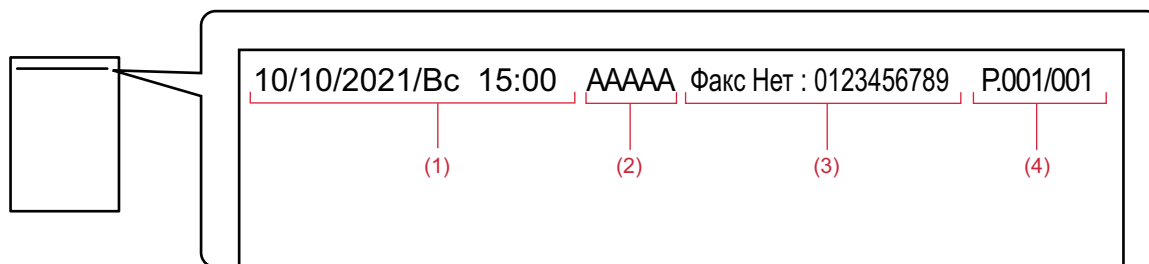 10/10/2021/Вс 15:00 AAAAA Факс Нет : 0123456789 P.001/001
(1) (2) (3) (4)